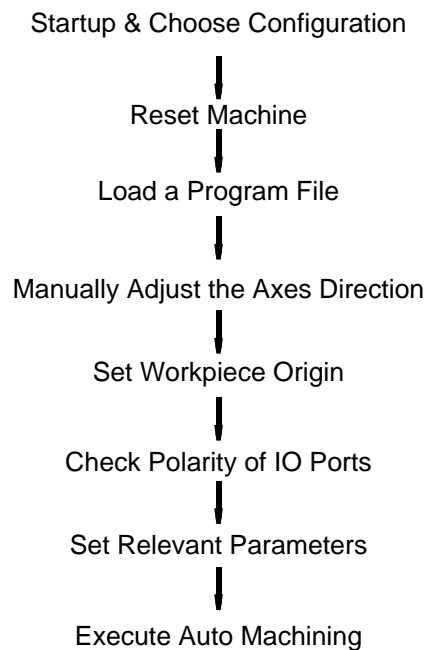 Startup & Choose Configuration
Reset Machine
Load a Program File
Manually Adjust the Axes Direction
Set Workpiece Origin
Check Polarity of IO Ports
Set Relevant Parameters
Execute Auto Machining